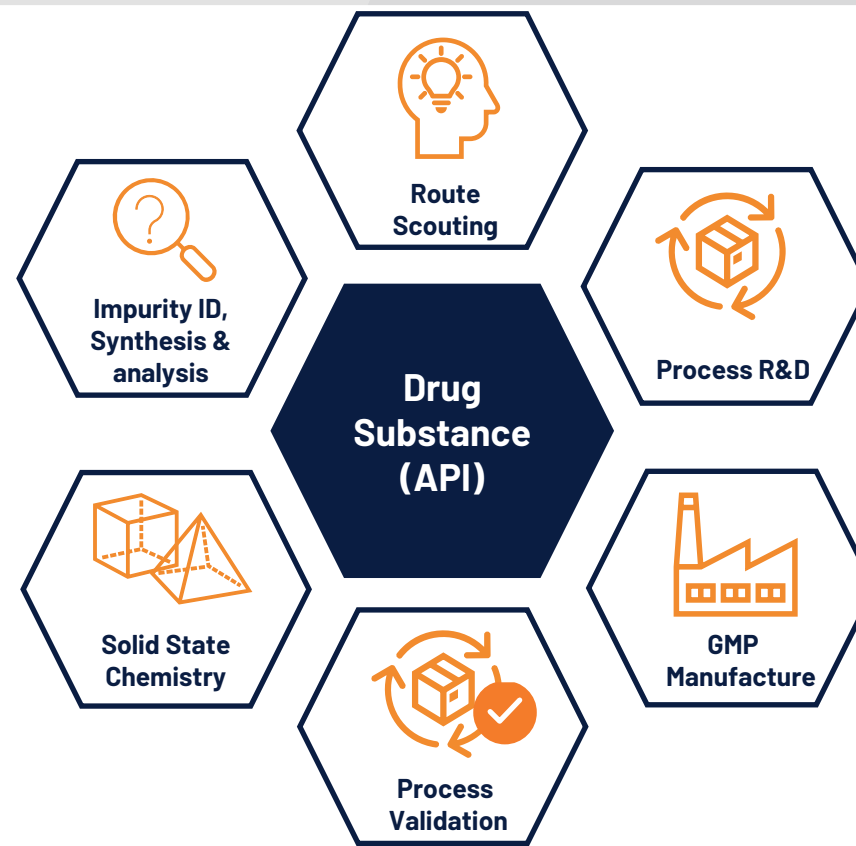 Route
Scouting
Impurity ID,
Synthesis &
analysis
Process R&D
Drug
Substance
(API)
Solid State
Chemistry
GMP
Manufacture
Process
Validation